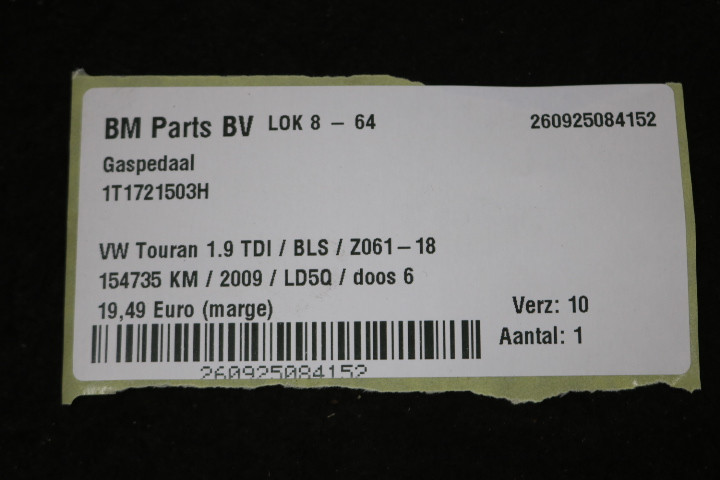 BM Parts BV LOK 8 - 64 260925084152
Gaspedaal
1T1721503H
VW Touran 1.9 TDI / BLS / Z061-18
154735 KM / 2009 / LD5Q / doos 6
19,49 Euro (marge) Verz: 10
Aantal: 1
260925084152